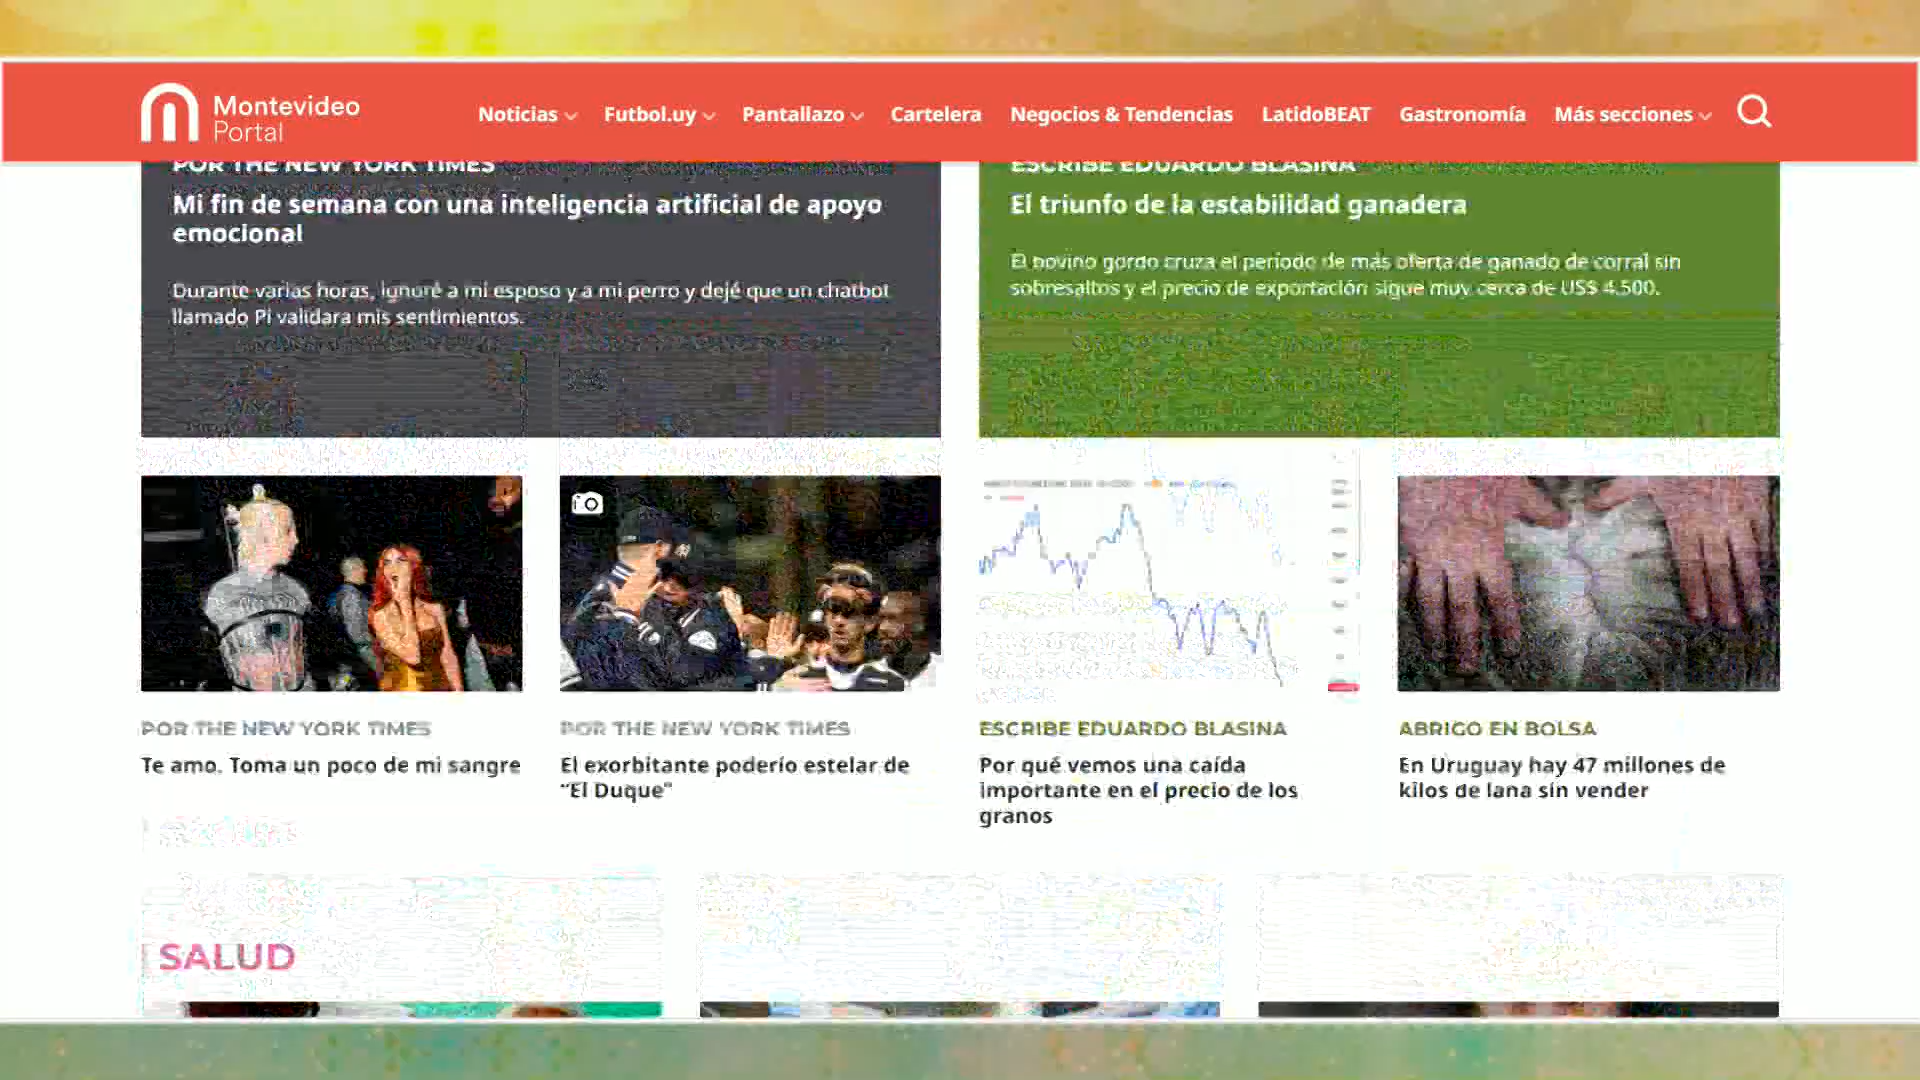 Montevideo
Portal
Noticias
Futbol.uy
Pantallazo
Cartelera
Negocios & Tendencias
LatidoBEAT
Gastronomía
Más secciones
POR THE NEW YORK TIMES
Mi fin de semana con una inteligencia artificial de apoyo
emocional
Durante varias horas, ignoré a mi esposo y a mi perro y dejé que un chatbot
llamado Pi validara mis sentimientos.
ESCRIBE EDUARDO BLASINA
El triunfo de la estabilidad ganadera
El bovino gordo cruza el período de más oferta de ganado de corral sin
sobresaltos y el precio de exportación sigue muy cerca de US$ 4.500.
POR THE NEW YORK TIMES
Te amo. Toma un poco de mi sangre
POR THE NEW YORK TIMES
El exorbitante poderío estelar de
“El Duque”
ESCRIBE EDUARDO BLASINA
Por qué vemos una caída
importante en el precio de los
granos
ABRIGO EN BOLSA
En Uruguay hay 47 millones de
kilos de lana sin vender
SALUD